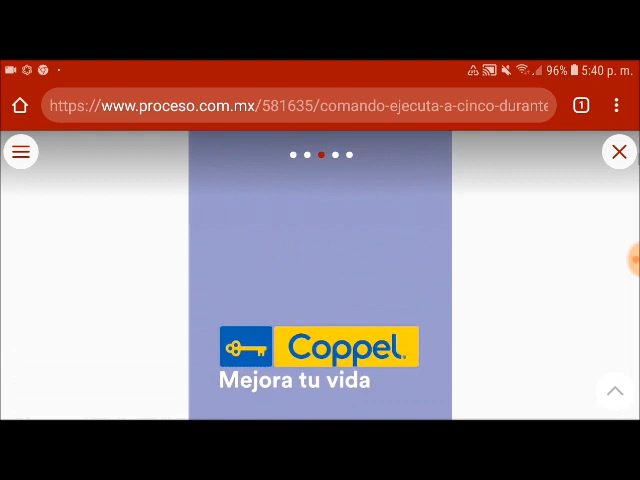 96% 5:40 p. m.
https://www.proceso.com.mx/581635/comando-ejecuta-a-cinco-durante
1
Coppel.
Mejora tu vida